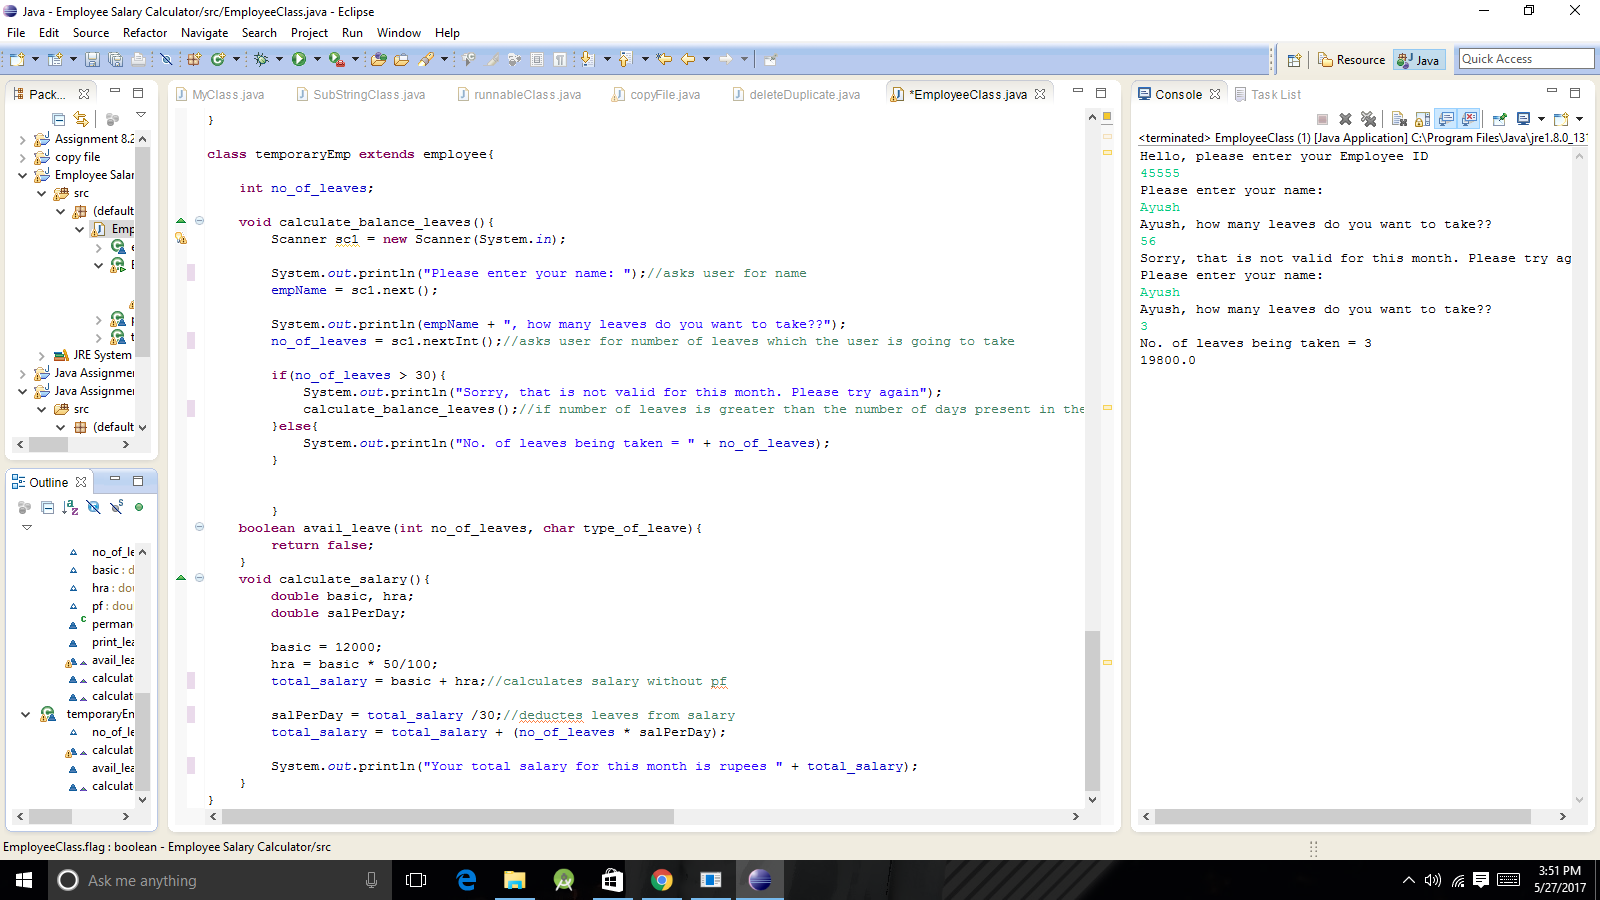 Java - Employee Salary Calculator/src/EmployeeClass.java - Eclipse
File Edit Source Refactor Navigate Search Project Run Window Help
Quick Access
Resource
Java
Pack...
Assignment 8.2
copy file
Employee Salar
src
(default
Emp
JRE System
Java Assignme
Java Assignme
src
(default
Outline
no_of_le
basic : d
hra : dou
pf : dou
perman
print_lea
avail_lea
calculat
calculat
temporaryEn
no_of_le
calculat
avail_lea
calculat
MyClass.java
SubStringClass.java
runnableClass.java
copyFile.java
deleteDuplicate.java
*EmployeeClass.java
}
class temporaryEmp extends employee{
int no_of_leaves;
void calculate_balance_leaves(){
Scanner sc1 = new Scanner(System.in);
System.out.println("Please enter your name: ");//asks user for name
empName = sc1.next();
System.out.println(empName + ", how many leaves do you want to take??");
no_of_leaves = sc1.nextInt();//asks user for number of leaves which the user is going to take
if(no_of_leaves > 30){
System.out.println("Sorry, that is not valid for this month. Please try again");
calculate_balance_leaves();//if number of leaves is greater than the number of days present in the
}else{
System.out.println("No. of leaves being taken = " + no_of_leaves);
}
}
boolean avail_leave(int no_of_leaves, char type_of_leave){
return false;
}
void calculate_salary(){
double basic, hra;
double salPerDay;
basic = 12000;
hra = basic * 50/100;
total_salary = basic + hra;//calculates salary without pf
salPerDay = total_salary /30;//deductes leaves from salary
total_salary = total_salary + (no_of_leaves * salPerDay);
System.out.println("Your total salary for this month is rupees " + total_salary);
}
}
Console
Task List
<terminated> EmployeeClass (1) [Java Application] C:\Program Files\Java\jre1.8.0_131
Hello, please enter your Employee ID
45555
Please enter your name:
Ayush
Ayush, how many leaves do you want to take??
56
Sorry, that is not valid for this month. Please try ag
Please enter your name:
Ayush
Ayush, how many leaves do you want to take??
3
No. of leaves being taken = 3
19800.0
EmployeeClass.flag : boolean - Employee Salary Calculator/src
Ask me anything
3:51 PM
5/27/2017